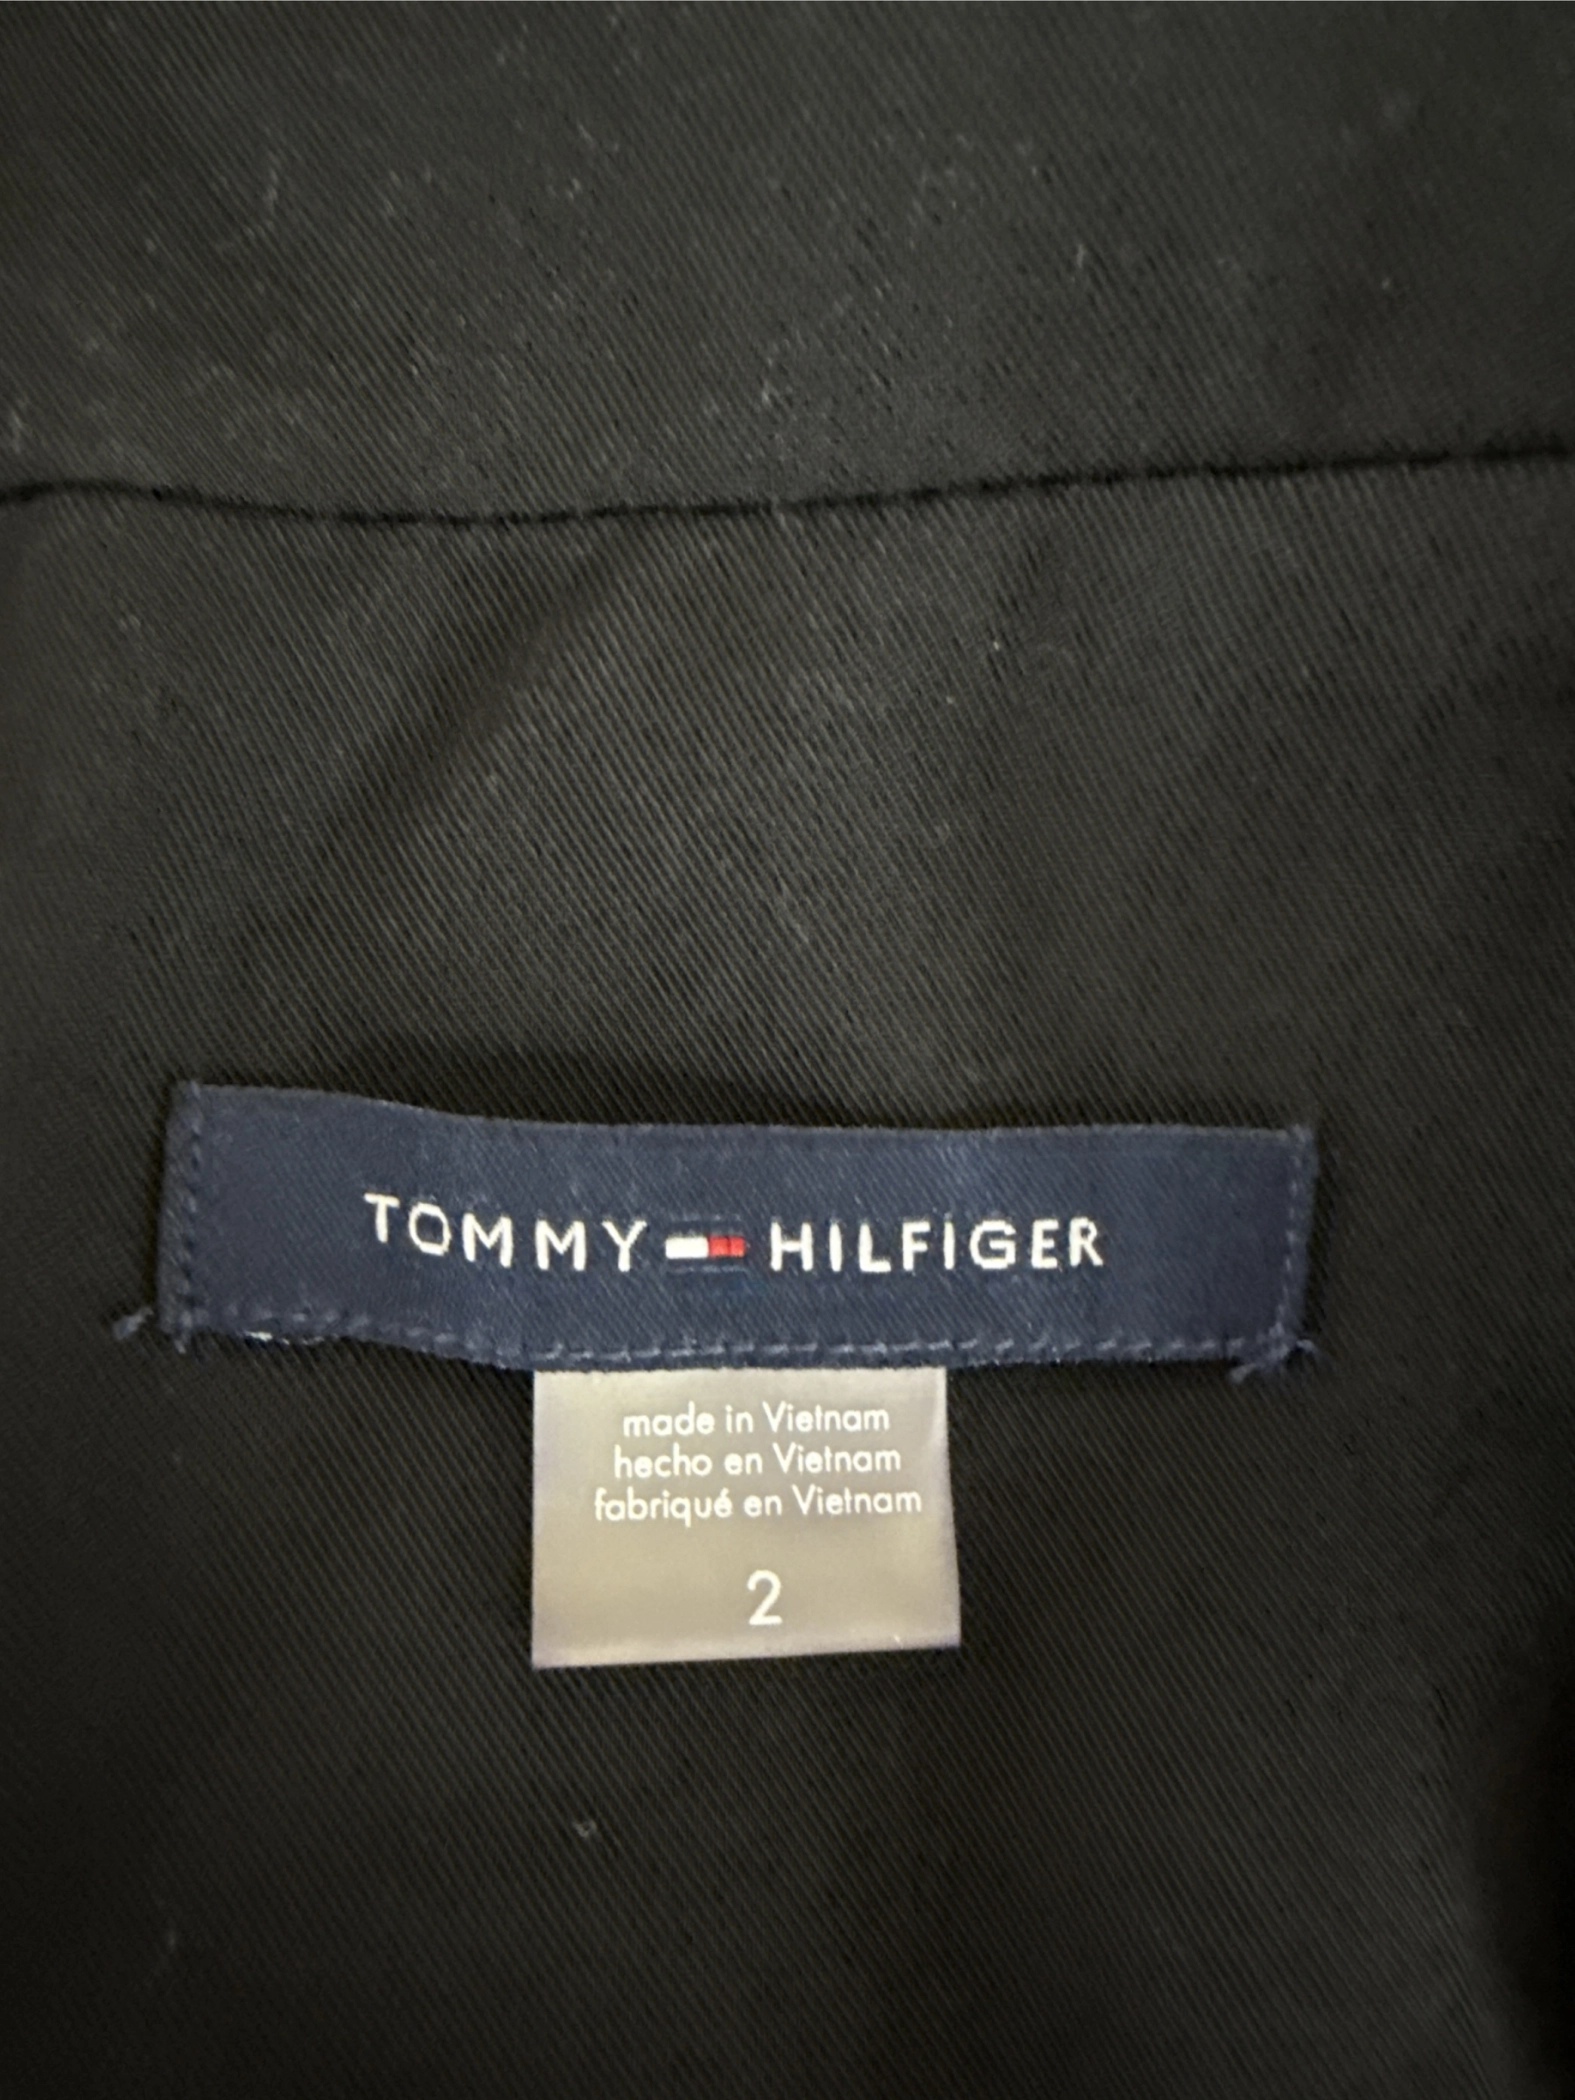 TOMMY HILFIGER
made in Vietnam
hecho en Vietnam
fabriqué en Vietnam
2